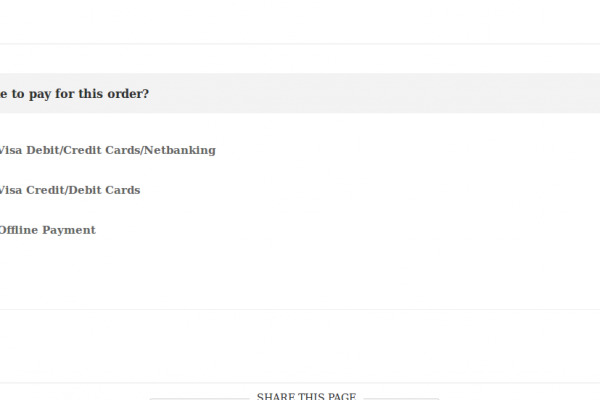 e to pay for this order?
Visa Debit/Credit Cards/Netbanking
Visa Credit/Debit Cards
Offline Payment
SHARE THIS PAGE